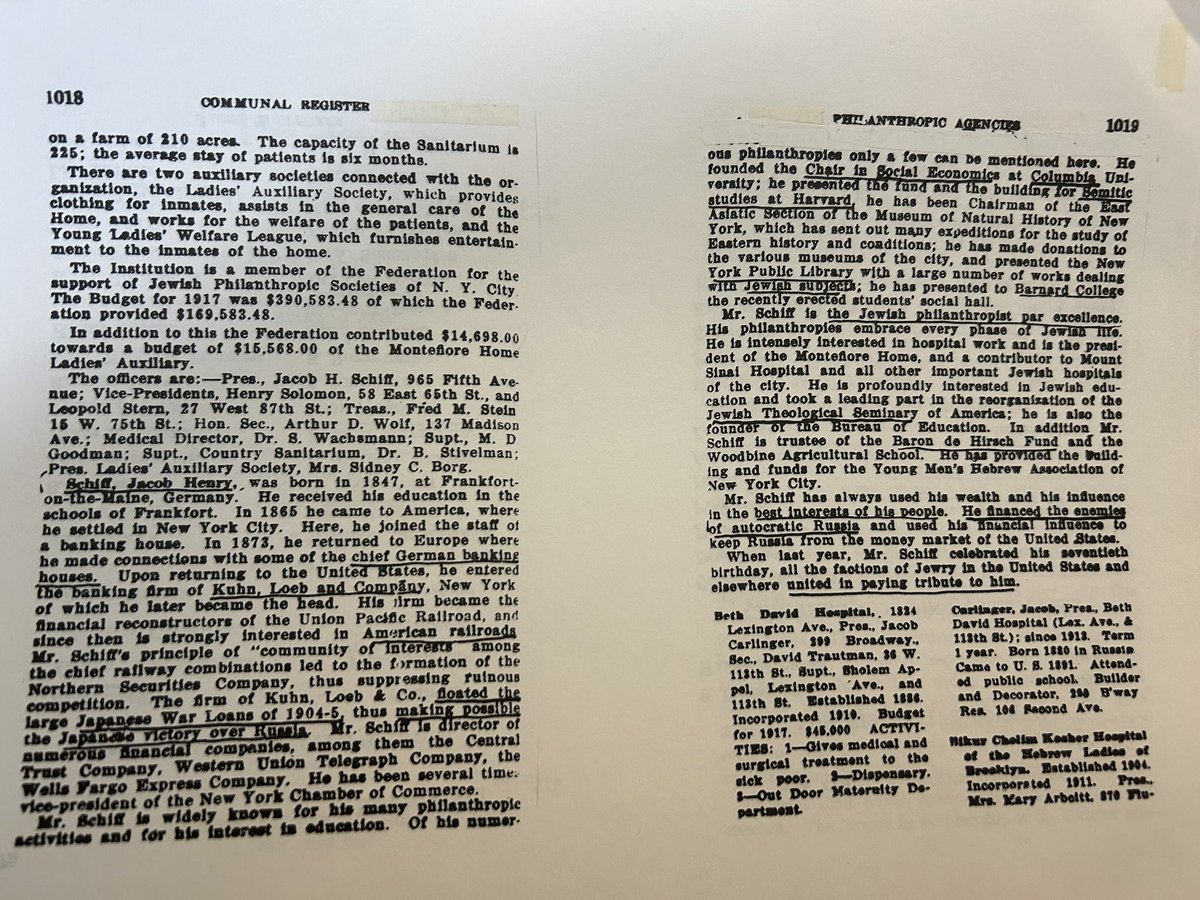 1018
COMMUNAL REGISTER
on a farm of 210 acres. The capacity of the Sanitarium is
225; the average stay of patients is six months.
There are two auxiliary societies connected with the or-
ganization, the Ladies' Auxiliary Society, which provides
clothing for inmates, assists in the general care of the
Home, and works for the welfare of the patients, and the
Young Ladies' Welfare League, which furnishes entertain-
ment to the inmates of the home.
The Institution is a member of the Federation for the
support of Jewish Philanthropic Societies of N. Y. City
The Budget for 1917 was $390,583.48 of which the Feder-
ation provided $169,583.48.
In addition to this the Federation contributed $14,698.00
towards a budget of $15,568.00 of the Montefiore Home
Ladies' Auxiliary.
The officers are:—Pres., Jacob H. Schiff, 965 Fifth Ave-
nue; Vice-Presidents, Henry Solomon, 58 East 65th St., and
Leopold Stern, 27 West 87th St.; Treas., Fred M. Stein
15 W. 75th St.; Hon. Sec., Arthur D. Wolf, 137 Madison
Ave.; Medical Director, Dr. S. Wachsmann; Supt., M. D
Goodman; Supt., Country Sanitarium, Dr. B. Stivelman;
Pres. Ladies' Auxiliary Society, Mrs. Sidney C. Borg.
Schiff, Jacob Henry, was born in 1847, at Frankfort-
on-the-Maine, Germany. He received his education in the
schools of Frankfort. In 1865 he came to America, where
he settled in New York City. Here, he joined the staff of
a banking house. In 1873, he returned to Europe where
he made connections with some of the chief German banking
houses. Upon returning to the United States, he entered
the banking firm of Kuhn, Loeb and Company, New York
of which he later became the head. His firm became the
financial reconstructors of the Union Pacific Railroad, and
since then is strongly interested in American railroads
Mr. Schiff's principle of "community of interests" among
the chief railway combinations led to the formation of the
Northern Securities Company, thus suppressing ruinous
competition. The firm of Kuhn, Loeb & Co., floated the
large Japanese War Loans of 1904-5, thus making possible
the Japanese victory over Russia. Mr. Schiff is director of
numerous financial companies, among them the Central
Trust Company, Western Union Telegraph Company, the
Wells Fargo Express Company. He has been several times
vice-president of the New York Chamber of Commerce.
Mr. Schiff is widely known for his many philanthropic
activities and for his interest in education. Of his numer-
PHILANTHROPIC AGENCIES
1019
ous philanthropies only a few can be mentioned here. He
founded the Chair in Social Economics at Columbia Uni-
versity; he presented the fund and the building for Semitic
studies at Harvard, he has been Chairman of the East
Asiatic Section of the Museum of Natural History of New
York, which has sent out many expeditions for the study of
Eastern history and conditions; he has made donations to
the various museums of the city, and presented the New
York Public Library with a large number of works dealing
with Jewish subjects; he has presented to Barnard College
the recently erected students' social hall.
Mr. Schiff is the Jewish philanthropist par excellence.
His philanthropies embrace every phase of Jewish life.
He is intensely interested in hospital work and is the presi-
dent of the Montefiore Home, and a contributor to Mount
Sinai Hospital and all other important Jewish hospitals
of the city. He is profoundly interested in Jewish edu-
cation and took a leading part in the reorganization of the
Jewish Theological Seminary of America; he is also the
founder of the Bureau of Education. In addition Mr.
Schiff is trustee of the Baron de Hirsch Fund and the
Woodbine Agricultural School. He has provided the build-
ing and funds for the Young Men's Hebrew Association of
New York City.
Mr. Schiff has always used his wealth and his influence
in the best interests of his people. He financed the enemies
of autocratic Russia and used his financial influence to
keep Russia from the money market of the United States.
When last year, Mr. Schiff celebrated his seventieth
birthday, all the factions of Jewry in the United States and
elsewhere united in paying tribute to him.
Beth David Hospital, 1824
Lexington Ave., Pres., Jacob
Carlinger, 299 Broadway.,
Sec., David Trautman, 36 W.
113th St., Supt., Sholem Ap-
pel, Lexington Ave., and
113th St. Established 1886.
Incorporated 1910. Budget
for 1917. $45,000 ACTIVI-
TIES: 1—Gives medical and
surgical treatment to the
sick poor. 2—Dispensary.
3—Out Door Maternity De-
partment.
Carlinger, Jacob, Pres., Beth
David Hospital (Lex. Ave., &
113th St.); since 1913. Term
1 year. Born 1880 in Russia
Came to U. S. 1891. Attend-
ed public school. Builder
and Decorator, 299 B'way
Res. 106 Second Ave.
Bikur Cholim Kosher Hospital
of the Hebrew Ladies of
Brooklyn. Established 1904.
Incorporated 1911. Pres.,
Mrs. Mary Arbeitt, 870 Flu-